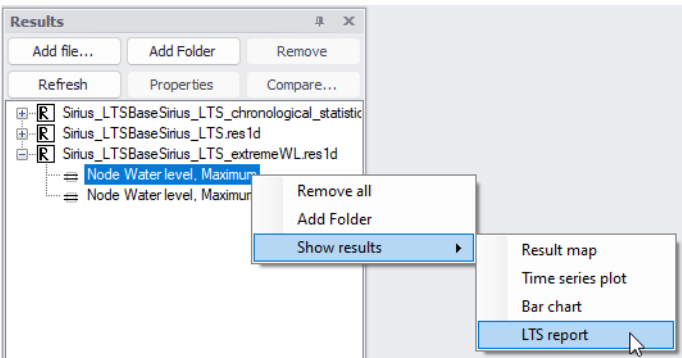 Results
Add file... Add Folder Remove
Refresh Properties Compare...
R Sirius_LTSBaseSirius_LTS_chronological_statistic
R Sirius_LTSBaseSirius_LTS.res1d
R Sirius_LTSBaseSirius_LTS_extremeWL.res1d
Node Water level, Maximum
Node Water level, Maximu
Remove all
Add Folder
Show results
Result map
Time series plot
Bar chart
LTS report